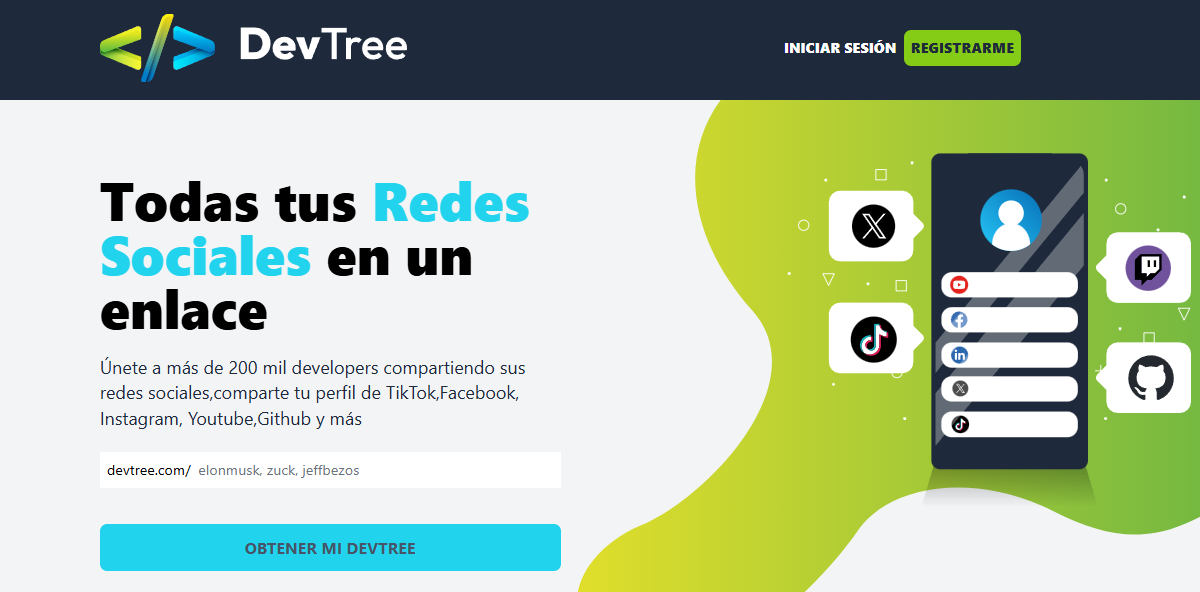 DevTree
INICIAR SESIÓN
REGISTRARME
Todas tus Redes
Sociales en un
enlace
Únete a más de 200 mil developers compartiendo sus
redes sociales,comparte tu perfil de TikTok,Facebook,
Instagram, Youtube,Github y más
devtree.com/ elonmusk, zuck, jeffbezos
OBTENER MI DEVTREE